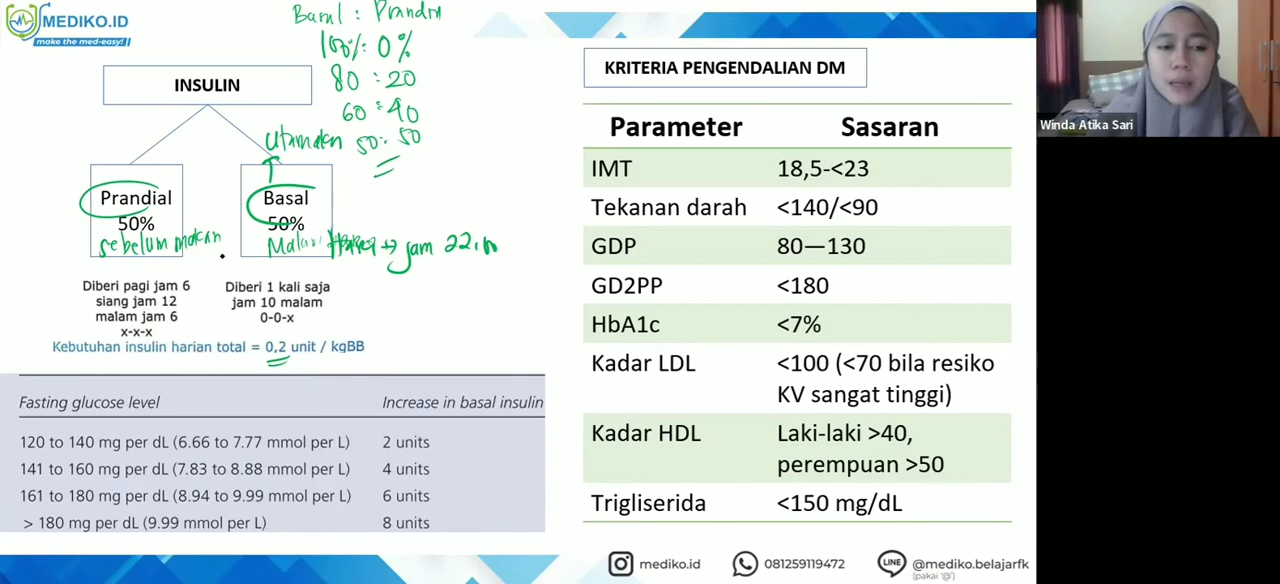 MEDIKO.ID
make the med-easy!
Basal : Prandial
100% : 0%
80 : 20
60 : 40
Utamakan 50 : 50
INSULIN
Prandial
50%
sebelum makan
Basal
50%
Malam → jam 22.00
Diberi pagi jam 6
siang jam 12
malam jam 6
x-x-x
Diberi 1 kali saja
jam 10 malam
0-0-x
Kebutuhan insulin harian total = 0,2 unit / kgBB
Fasting glucose level Increase in basal insulin
120 to 140 mg per dL (6.66 to 7.77 mmol per L) 2 units
141 to 160 mg per dL (7.83 to 8.88 mmol per L) 4 units
161 to 180 mg per dL (8.94 to 9.99 mmol per L) 6 units
> 180 mg per dL (9.99 mmol per L) 8 units
KRITERIA PENGENDALIAN DM
Parameter Sasaran
IMT 18,5-<23
Tekanan darah <140/<90
GDP 80—130
GD2PP <180
HbA1c <7%
Kadar LDL <100 (<70 bila resiko
KV sangat tinggi)
Kadar HDL Laki-laki >40,
perempuan >50
Trigliserida <150 mg/dL
mediko.id
081259119472
LINE
@mediko.belajarfk
(pakai '@')
Winda Atika Sari